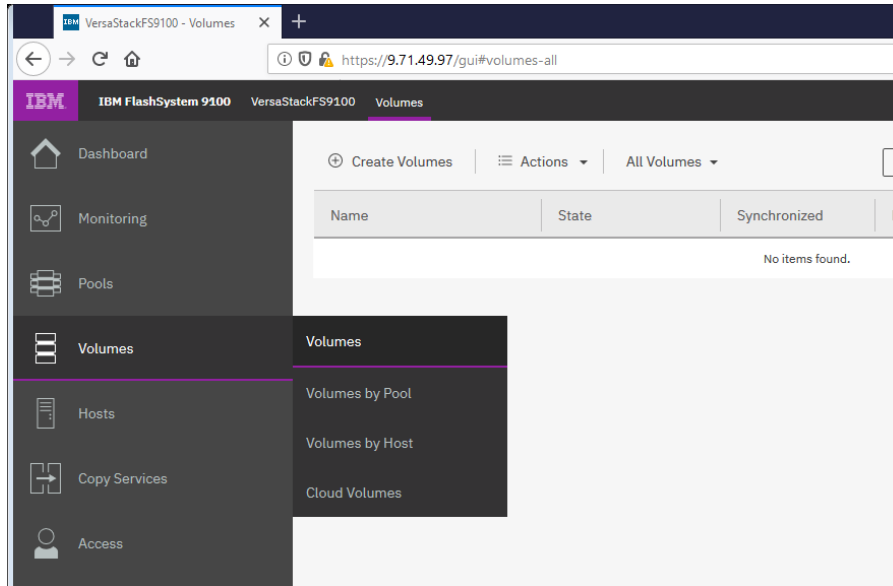 IBM VersaStackFS9100 - Volumes
https://9.71.49.97/gui#volumes-all
IBM IBM FlashSystem 9100 VersaStackFS9100 Volumes
Dashboard
Monitoring
Pools
Volumes
Hosts
Copy Services
Access
Volumes
Volumes by Pool
Volumes by Host
Cloud Volumes
Create Volumes Actions All Volumes
Name State Synchronized
No items found.